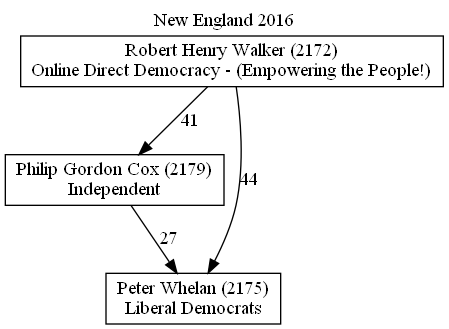 New England 2016
Robert Henry Walker (2172)
Online Direct Democracy - (Empowering the People!)
41
Philip Gordon Cox (2179)
Independent
44
27
Peter Whelan (2175)
Liberal Democrats